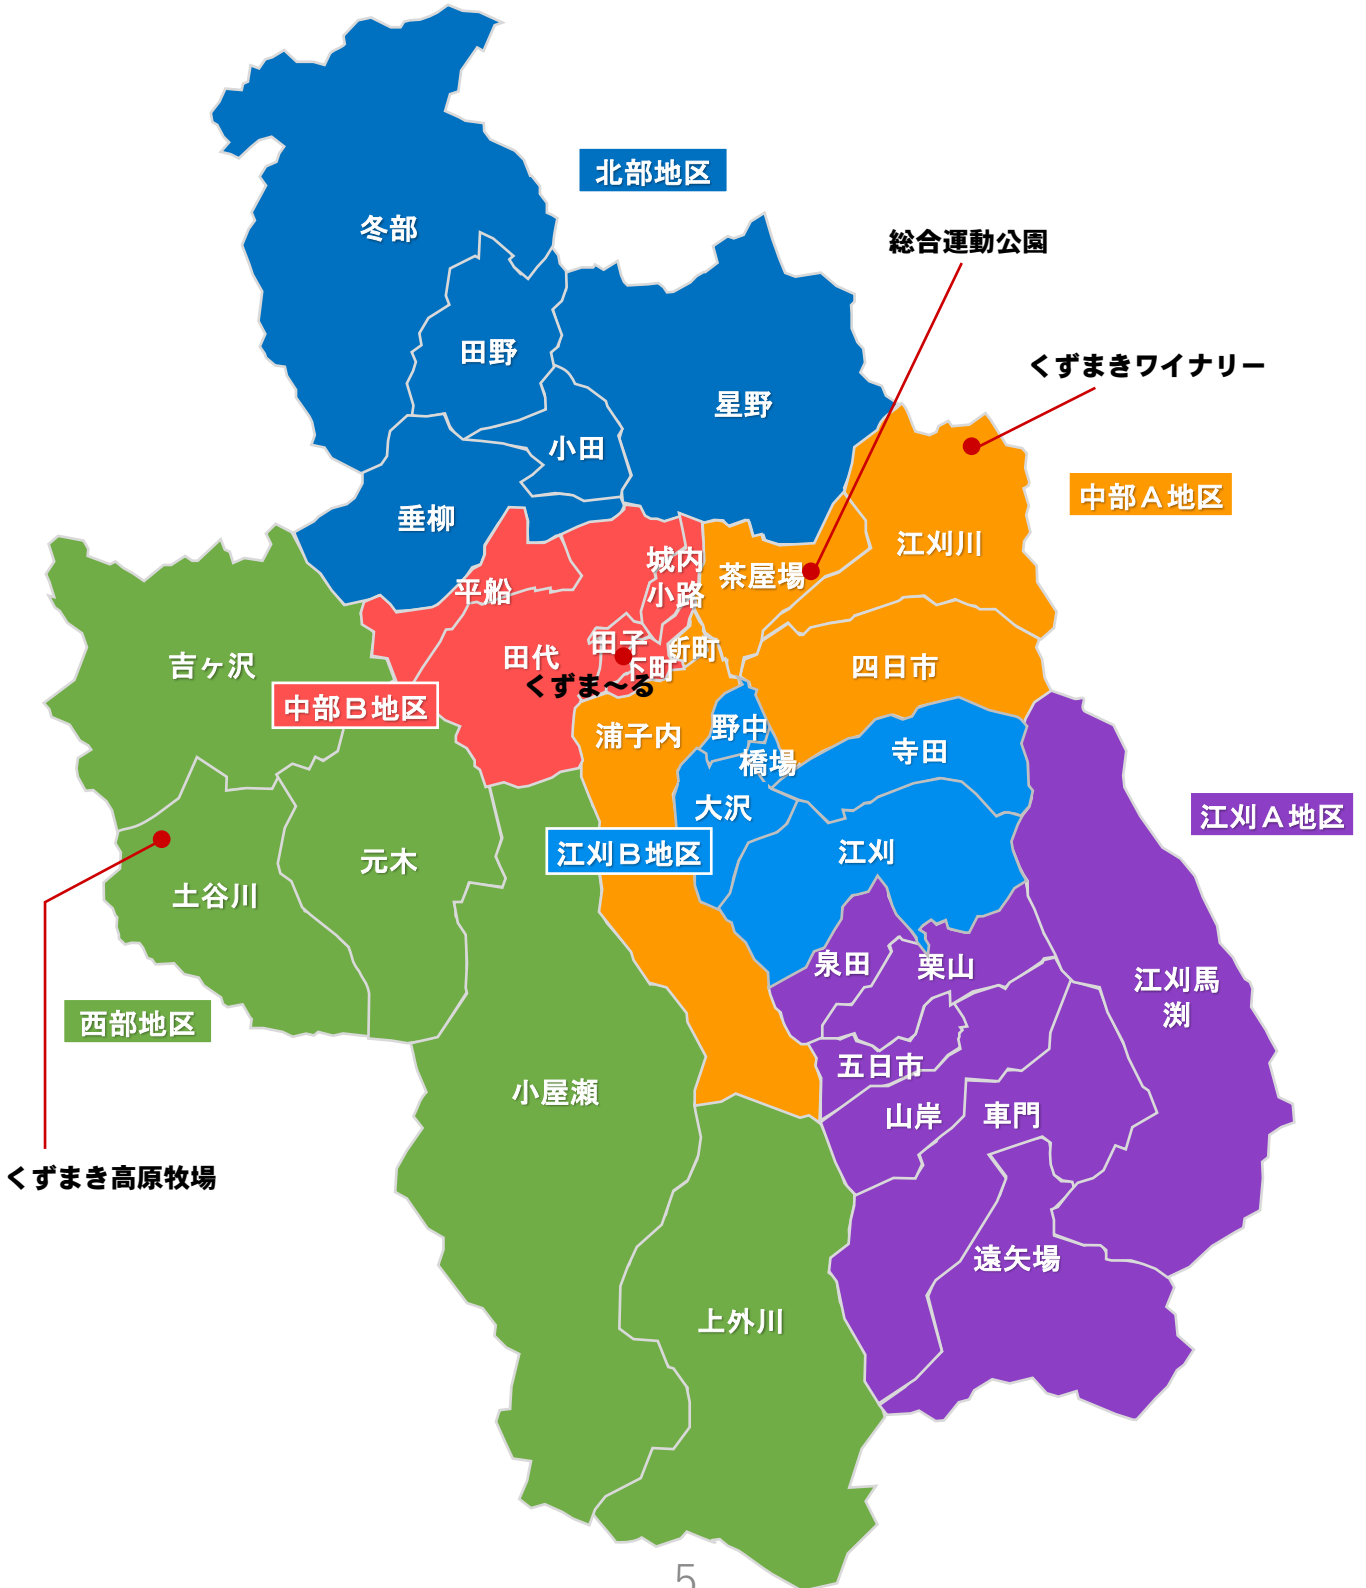 北部地区
冬部
総合運動公園
田野
くずまきワイナリー
星野
小田
中部A地区
垂柳
江刈川
城内
小路
茶屋場
平船
田子
新町
下町
田代
吉ヶ沢
四日市
くずま～る
中部B地区
野中
浦子内
寺田
橋場
大沢
江刈A地区
江刈B地区
江刈
元木
土谷川
泉田
栗山
江刈馬
渕
西部地区
五日市
小屋瀬
山岸
車門
くずまき高原牧場
遠矢場
上外川
5